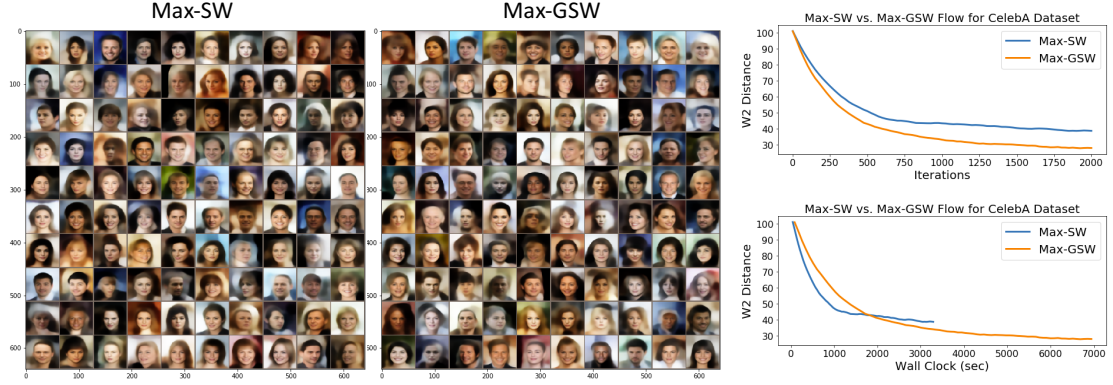 Max-SW
Max-GSW
0
100
200
300
400
500
600
0 100 200 300 400 500 600
0
100
200
300
400
500
600
0 100 200 300 400 500 600
Max-SW vs. Max-GSW Flow for CelebA Dataset
W2 Distance
100
90
80
70
60
50
40
30
Max-SW
Max-GSW
0 250 500 750 1000 1250 1500 1750 2000
Iterations
Max-SW vs. Max-GSW Flow for CelebA Dataset
W2 Distance
100
90
80
70
60
50
40
30
Max-SW
Max-GSW
0 1000 2000 3000 4000 5000 6000 7000
Wall Clock (sec)